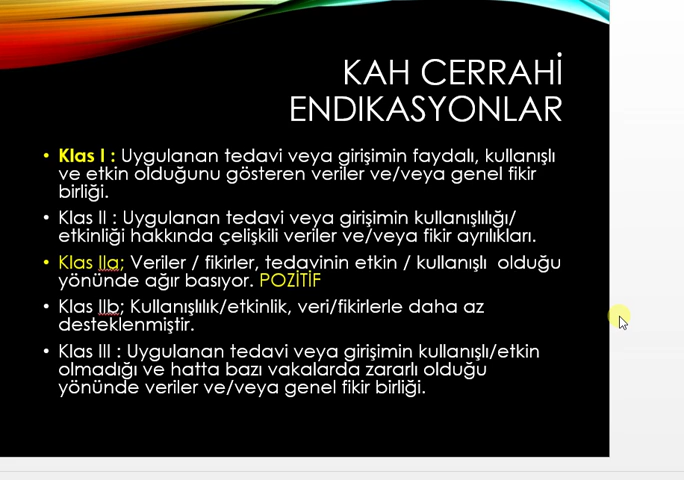 KAH CERRAHİ
ENDIKASYONLAR
• Klas I : Uygulanan tedavi veya girişimin faydalı, kullanışlı
ve etkin olduğunu gösteren veriler ve/veya genel fikir
birliği.
• Klas II : Uygulanan tedavi veya girişimin kullanışlılığı/
etkinliği hakkında çelişkili veriler ve/veya fikir ayrılıkları.
• Klas IIa; Veriler / fikirler, tedavinin etkin / kullanışlı olduğu
yönünde ağır basıyor. POZİTİF
• Klas IIb; Kullanışlılık/etkinlik, veri/fikirlerle daha az
desteklenmiştir.
• Klas III : Uygulanan tedavi veya girişimin kullanışlı/etkin
olmadığı ve hatta bazı vakalarda zararlı olduğu
yönünde veriler ve/veya genel fikir birliği.